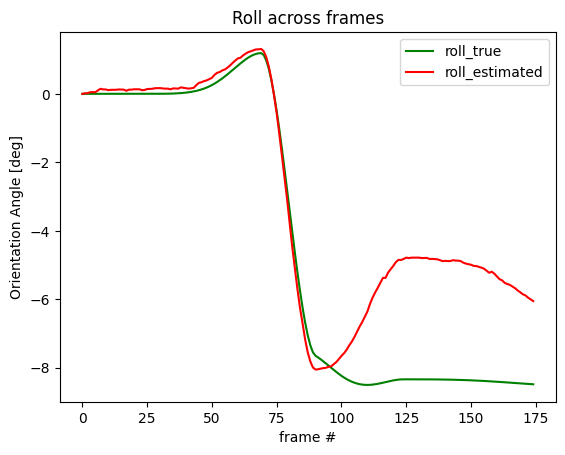 Roll across frames
roll_true
roll_estimated
Orientation Angle [deg]
0
−2
−4
−6
−8
0 25 50 75 100 125 150 175
frame #